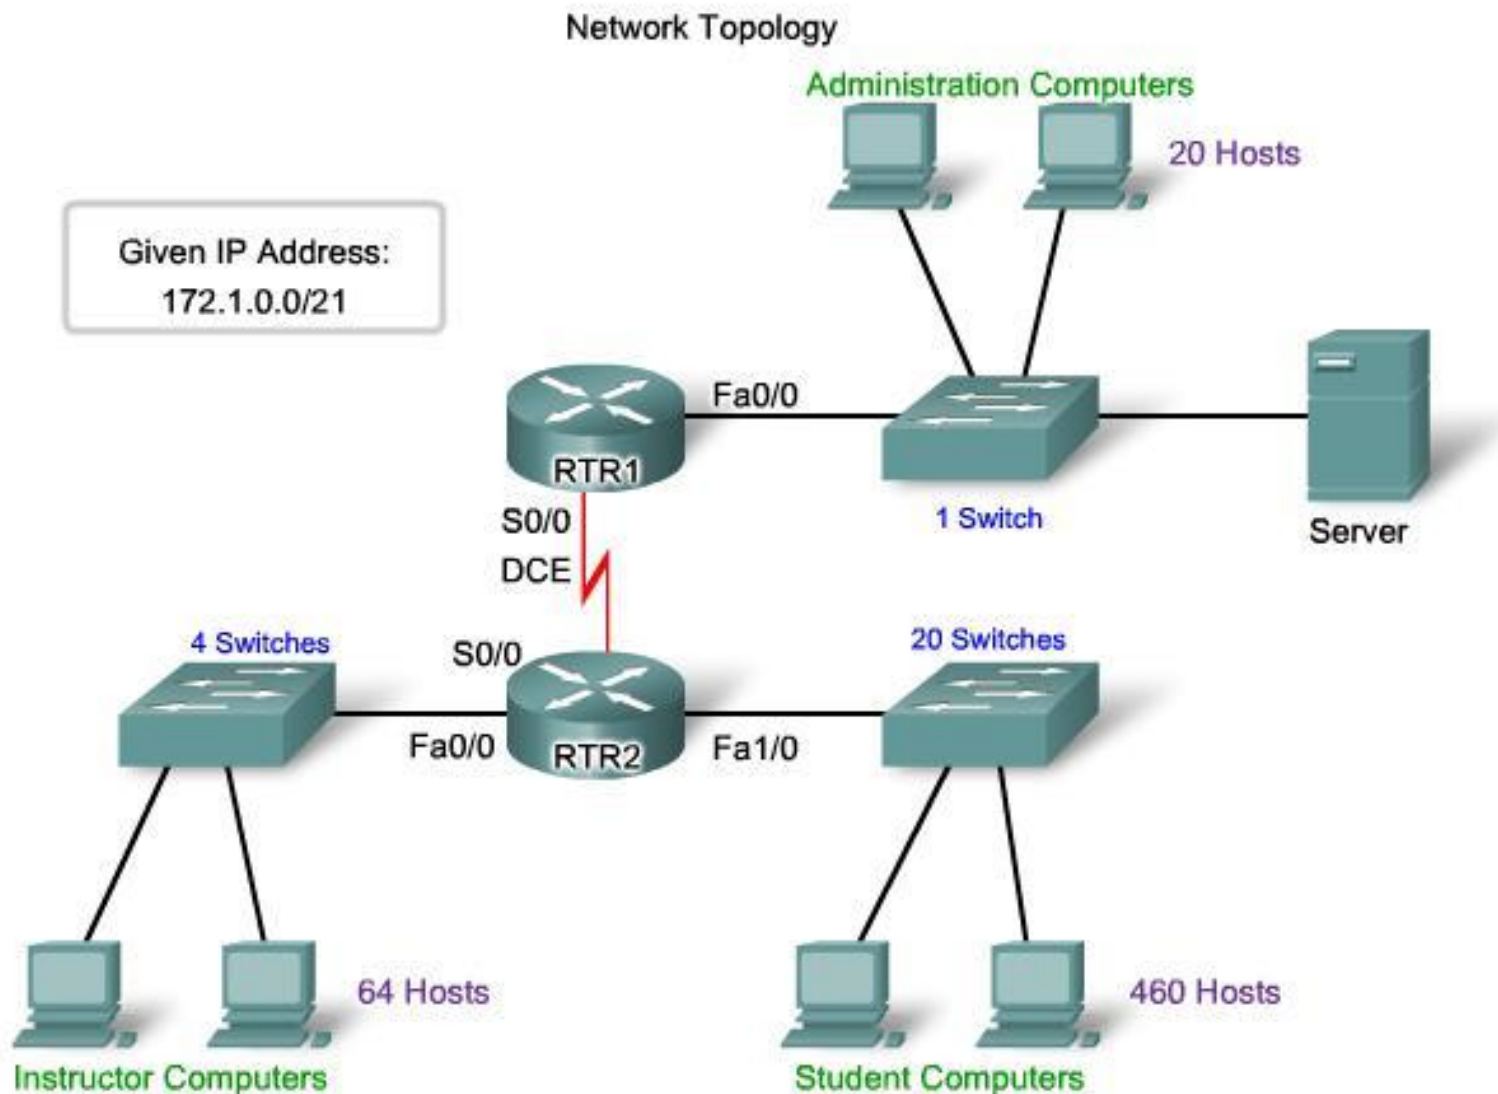 Network Topology
Administration Computers
20 Hosts
Given IP Address:
172.1.0.0/21
Fa0/0
RTR1
1 Switch
Server
S0/0
DCE
4 Switches
20 Switches
S0/0
Fa0/0
RTR2
Fa1/0
64 Hosts
460 Hosts
Instructor Computers
Student Computers